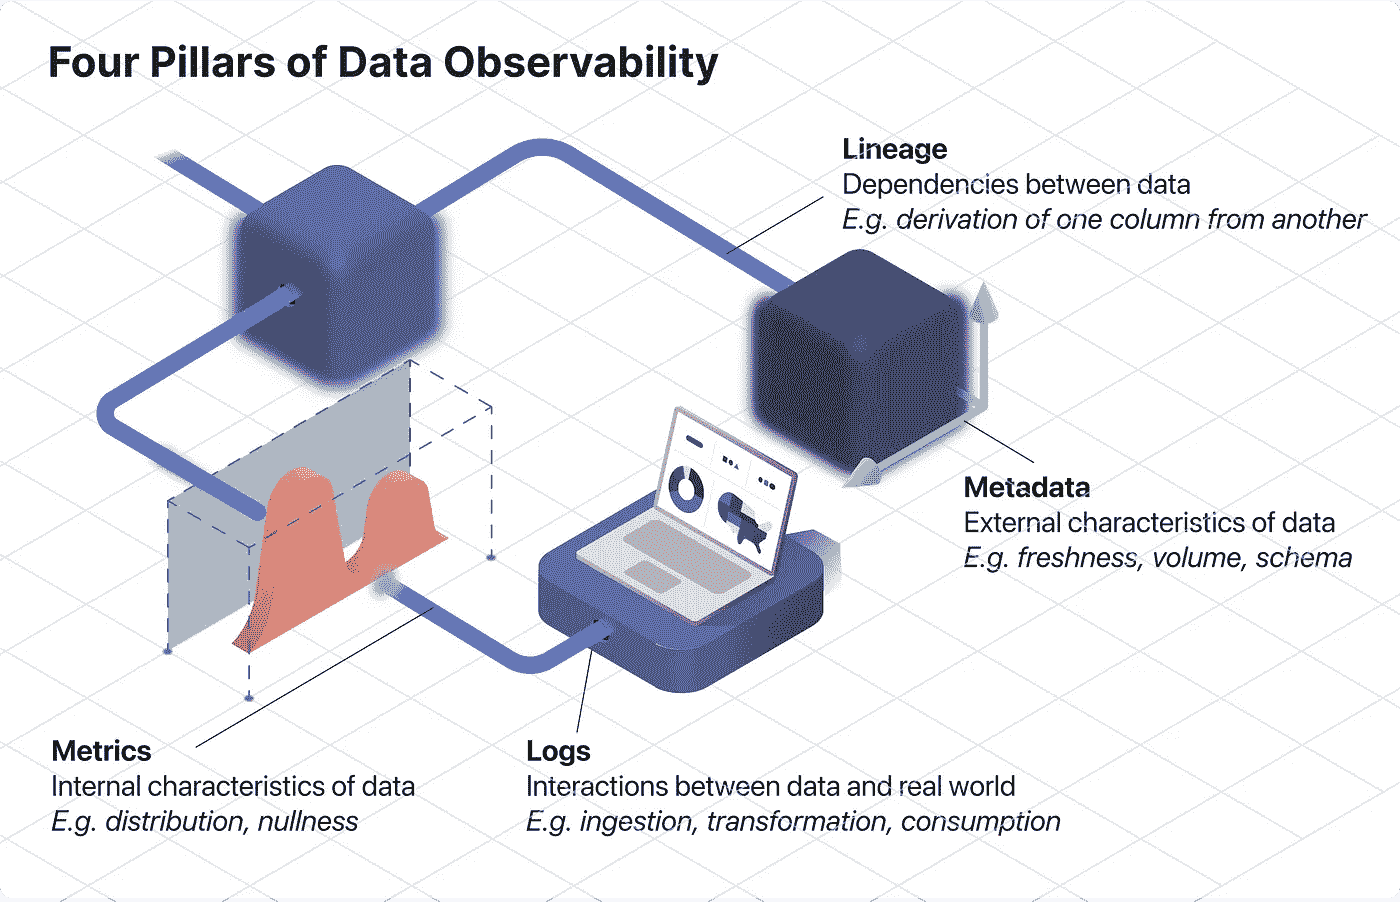 Four Pillars of Data Observability
Lineage
Dependencies between data
E.g. derivation of one column from another
Metadata
External characteristics of data
E.g. freshness, volume, schema
Metrics
Internal characteristics of data
E.g. distribution, nullness
Logs
Interactions between data and real world
E.g. ingestion, transformation, consumption